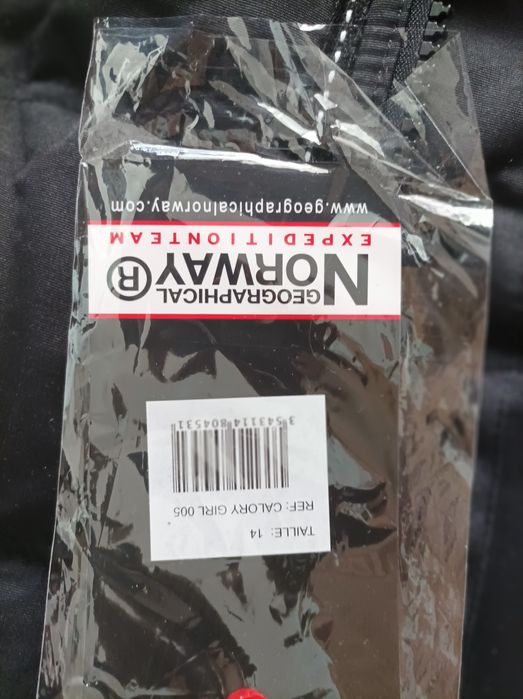 TAILLE: 14
REF: CALORY GIRL 005
3 543114 804531
GEOGRAPHICAL
NORWAY®
EXPEDITIONTEAM
www.geographicalnorway.com